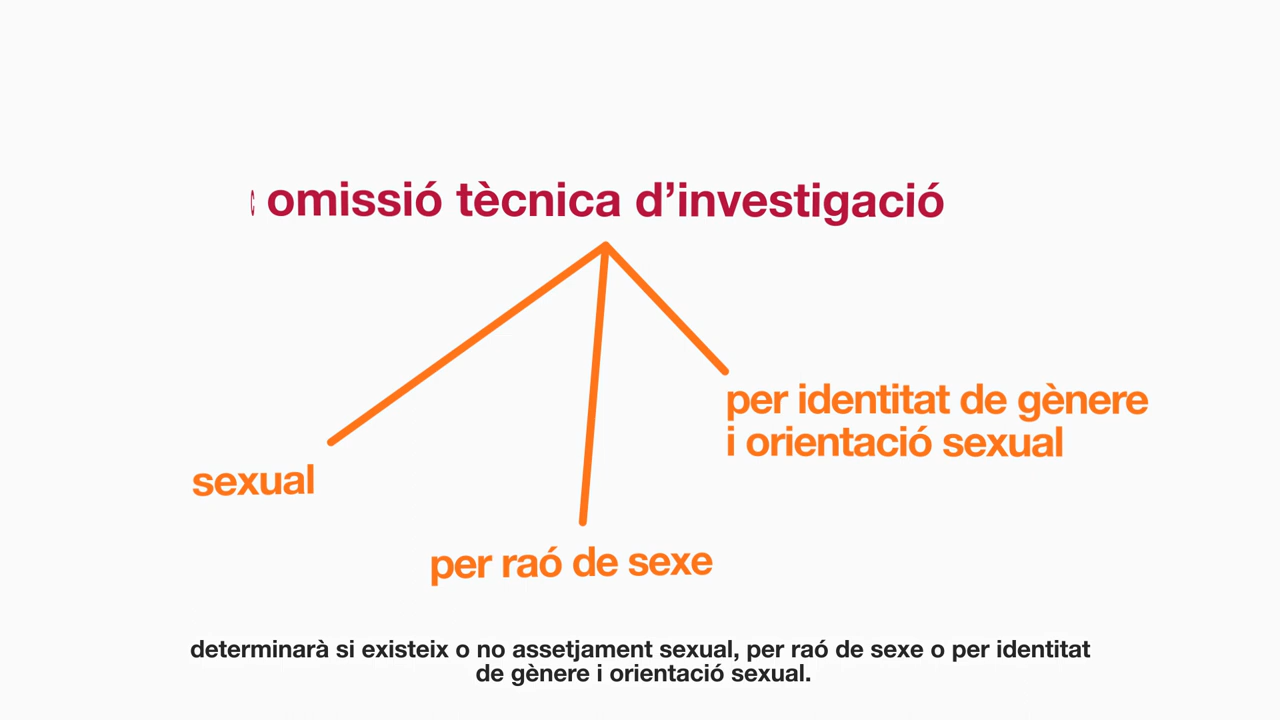 omissió tècnica d’investigació
per identitat de gènere
i orientació sexual
sexual
per raó de sexe
determinarà si existeix o no assetjament sexual, per raó de sexe o per identitat
de gènere i orientació sexual.